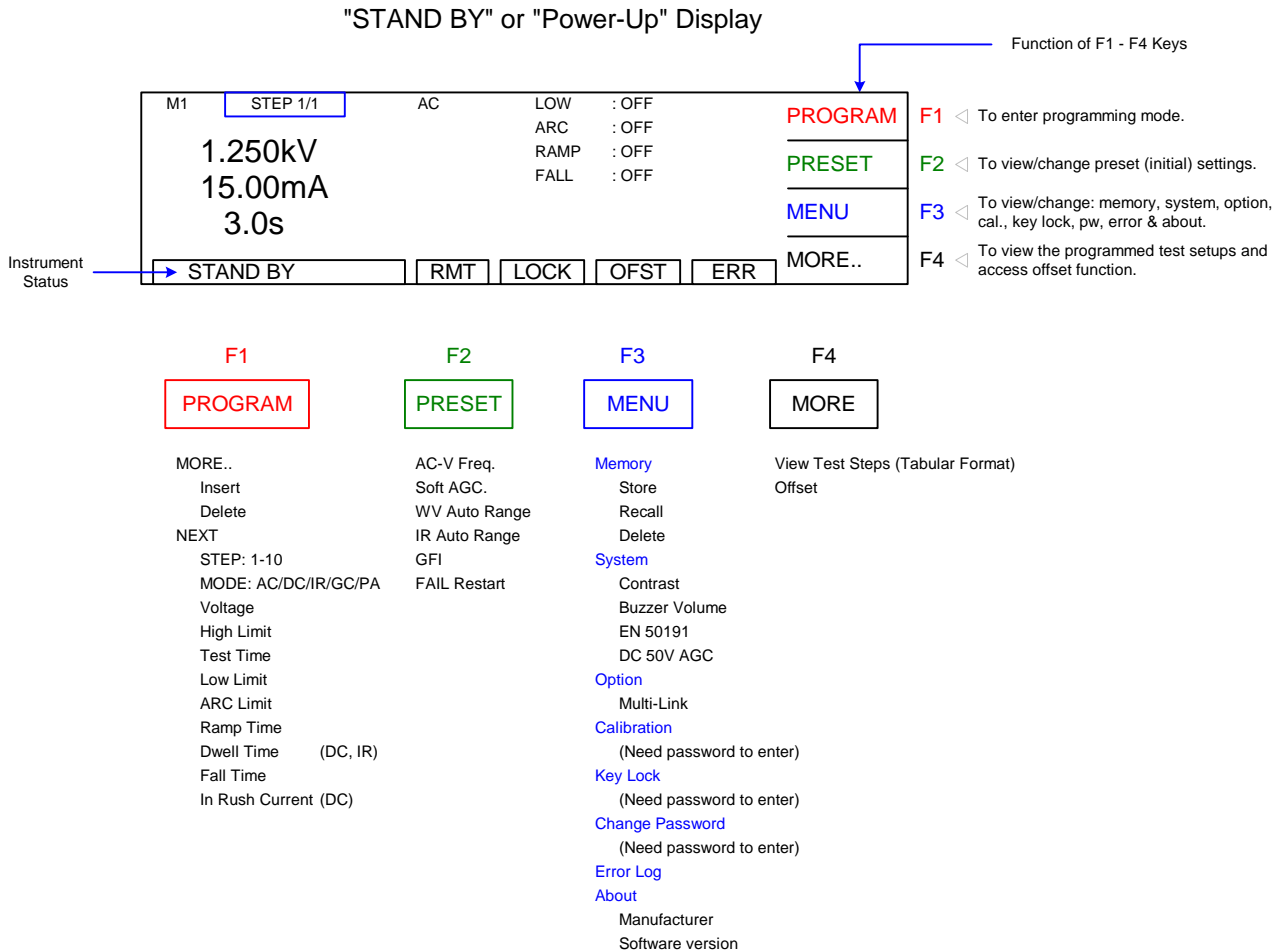 "STAND BY" or "Power-Up" Display
Function of F1 - F4 Keys
M1 STEP 1/1 AC LOW : OFF
ARC : OFF
RAMP : OFF
FALL : OFF
1.250kV
15.00mA
3.0s
PROGRAM F1 To enter programming mode.
PRESET F2 To view/change preset (initial) settings.
MENU F3 To view/change: memory, system, option,
cal., key lock, pw, error & about.
MORE.. F4 To view the programmed test setups and
access offset function.
Instrument
Status
STAND BY RMT LOCK OFST ERR
F1
PROGRAM
MORE..
Insert
Delete
NEXT
STEP: 1-10
MODE: AC/DC/IR/GC/PA
Voltage
High Limit
Test Time
Low Limit
ARC Limit
Ramp Time
Dwell Time (DC, IR)
Fall Time
In Rush Current (DC)
F2
PRESET
AC-V Freq.
Soft AGC.
WV Auto Range
IR Auto Range
GFI
FAIL Restart
F3
MENU
Memory
Store
Recall
Delete
System
Contrast
Buzzer Volume
EN 50191
DC 50V AGC
Option
Multi-Link
Calibration
(Need password to enter)
Key Lock
(Need password to enter)
Change Password
(Need password to enter)
Error Log
About
Manufacturer
Software version
F4
MORE
View Test Steps (Tabular Format)
Offset